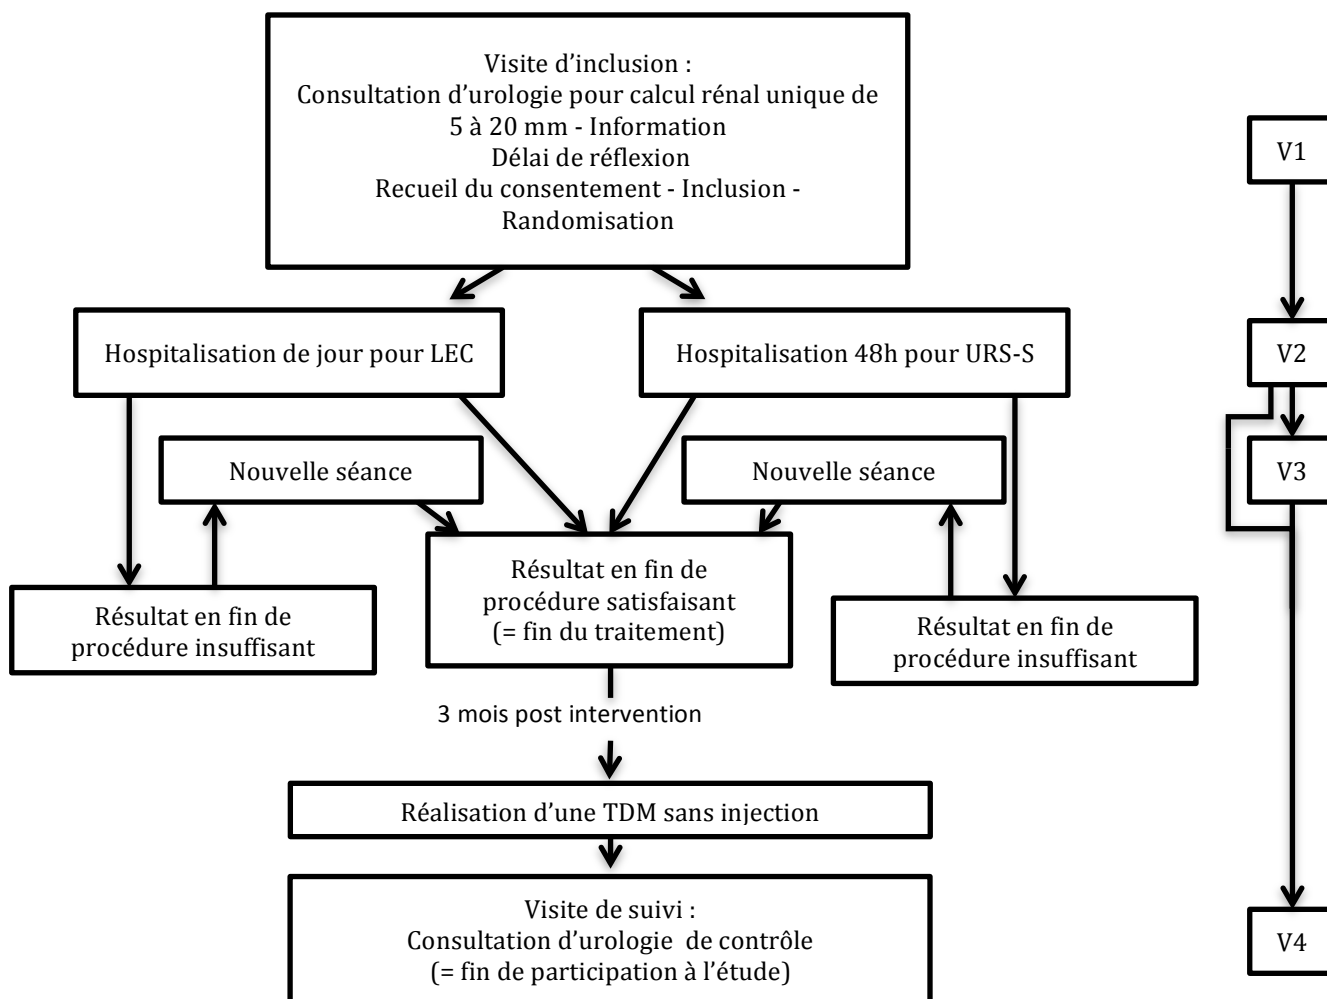 Visite d’inclusion :
Consultation d’urologie pour calcul rénal unique de
5 à 20 mm - Information
Délai de réflexion
Recueil du consentement - Inclusion -
Randomisation
V1
Hospitalisation de jour pour LEC
Hospitalisation 48h pour URS-S
V2
Nouvelle séance
Nouvelle séance
V3
Résultat en fin de
procédure insuffisant
Résultat en fin de
procédure satisfaisant
(= fin du traitement)
Résultat en fin de
procédure insuffisant
3 mois post intervention
Réalisation d’une TDM sans injection
Visite de suivi :
Consultation d’urologie de contrôle
(= fin de participation à l’étude)
V4